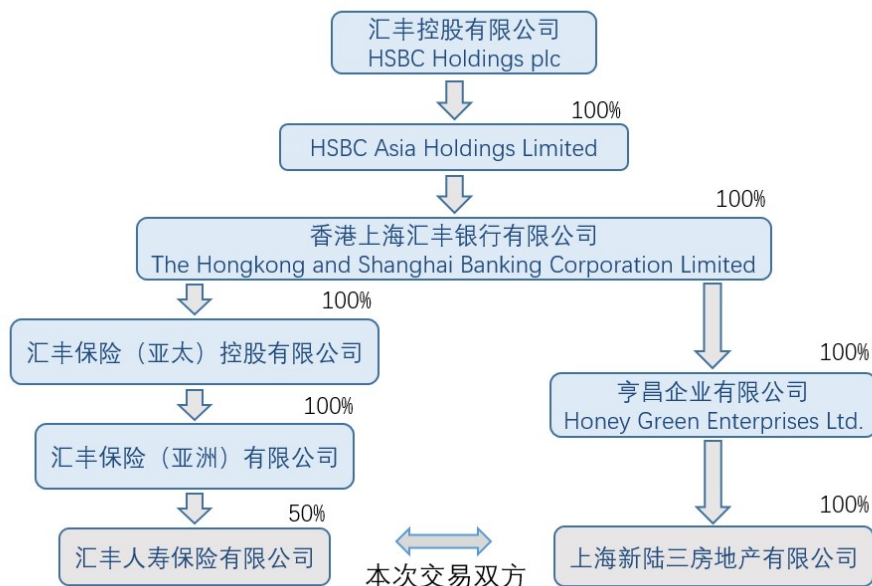 汇丰控股有限公司
HSBC Holdings plc
100%
HSBC Asia Holdings Limited
100%
香港上海汇丰银行有限公司
The Hongkong and Shanghai Banking Corporation Limited
100%
汇丰保险（亚太）控股有限公司
100%
亨昌企业有限公司
Honey Green Enterprises Ltd.
100%
汇丰保险（亚洲）有限公司
50%
汇丰人寿保险有限公司
本次交易双方
100%
上海新陆三房地产有限公司